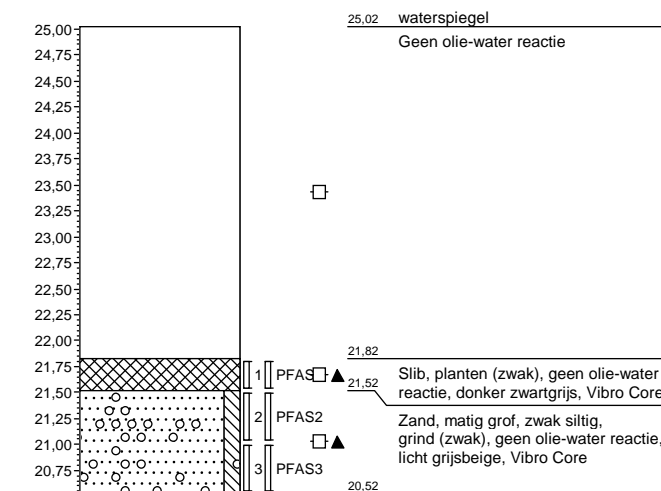 25,02 waterspiegel
25,00
Geen olie-water reactie
24,75
24,50
24,25
24,00
23,75
23,50
23,25
23,00
22,75
22,50
22,25
22,00
21,82
21,75
1 PFAS
Slib, planten (zwak), geen olie-water
21,52
reactie, donker zwartgrijs, Vibro Core
21,50
21,25
2 PFAS2
Zand, matig grof, zwak siltig,
21,00
grind (zwak), geen olie-water reactie,
licht grijsbeige, Vibro Core
20,75
3 PFAS3
20,52